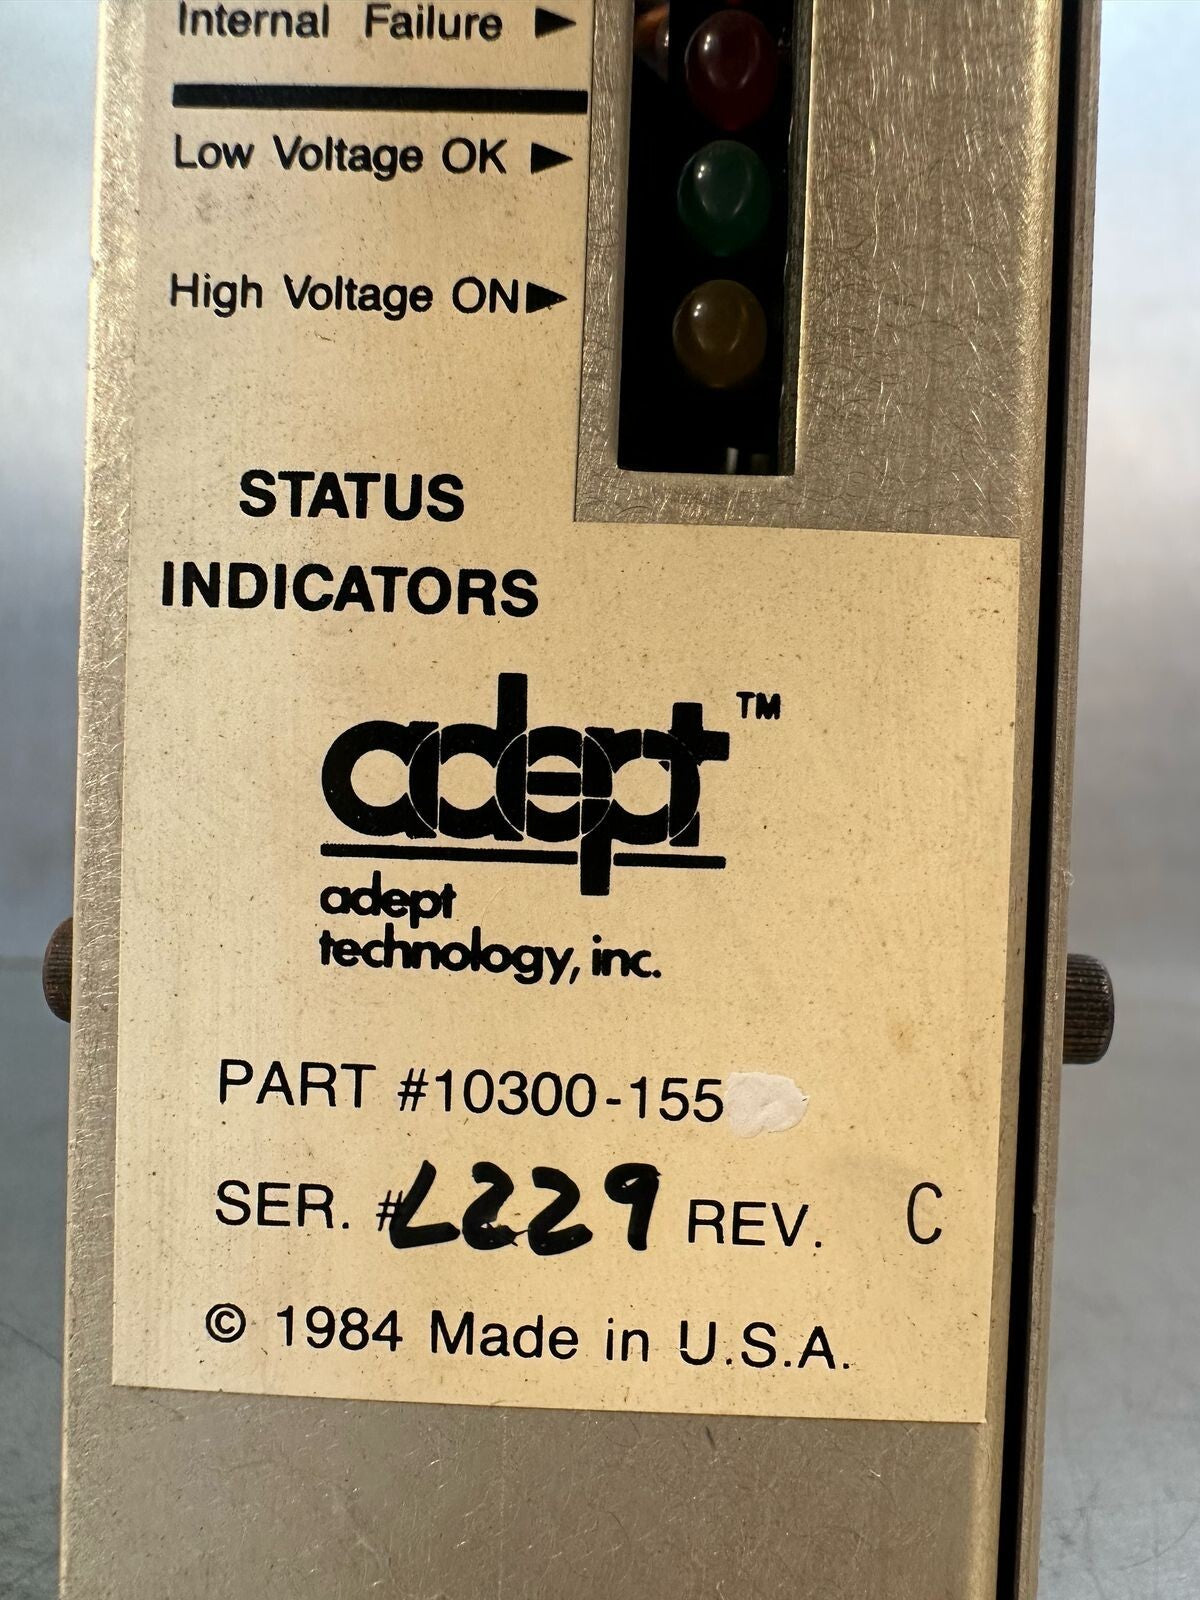 Internal Failure ▶
Low Voltage OK ▶
High Voltage ON▶
STATUS
INDICATORS
adept™
adept
technology, inc.
PART #10300-155
SER. #L229 REV. C
© 1984 Made in U.S.A.